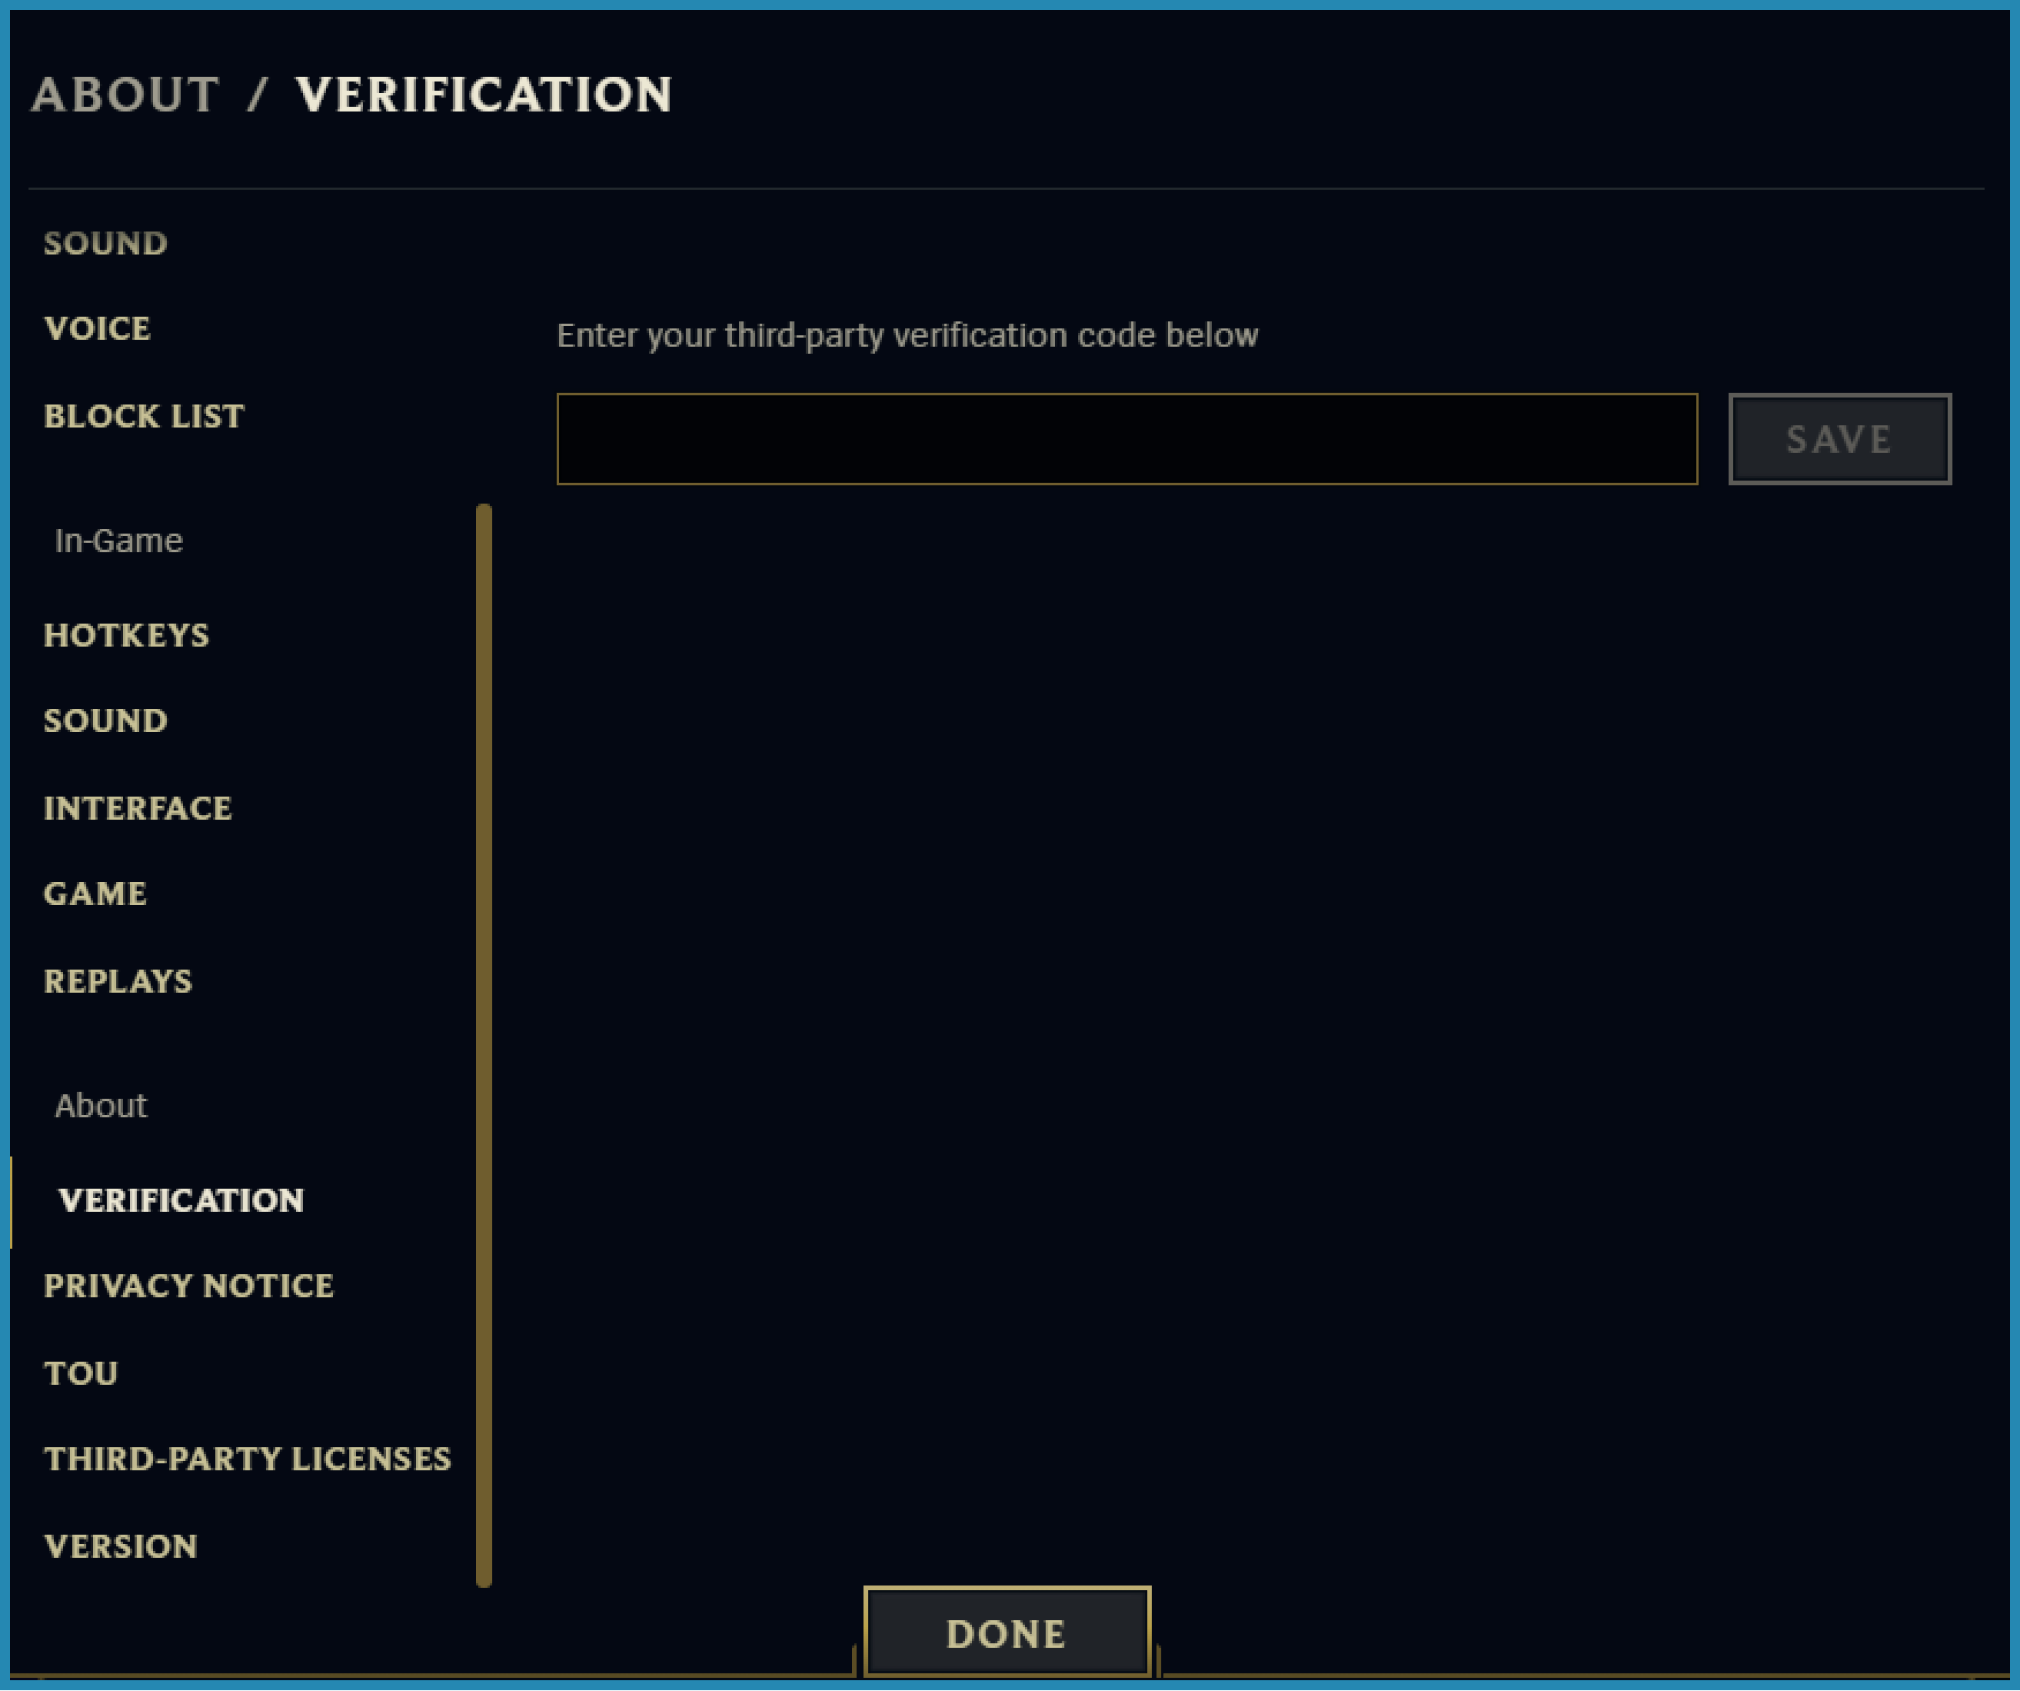 ABOUT / VERIFICATION
SOUND
VOICE
BLOCK LIST
In-Game
HOTKEYS
SOUND
INTERFACE
GAME
REPLAYS
About
VERIFICATION
PRIVACY NOTICE
TOU
THIRD-PARTY LICENSES
VERSION
Enter your third-party verification code below
SAVE
DONE